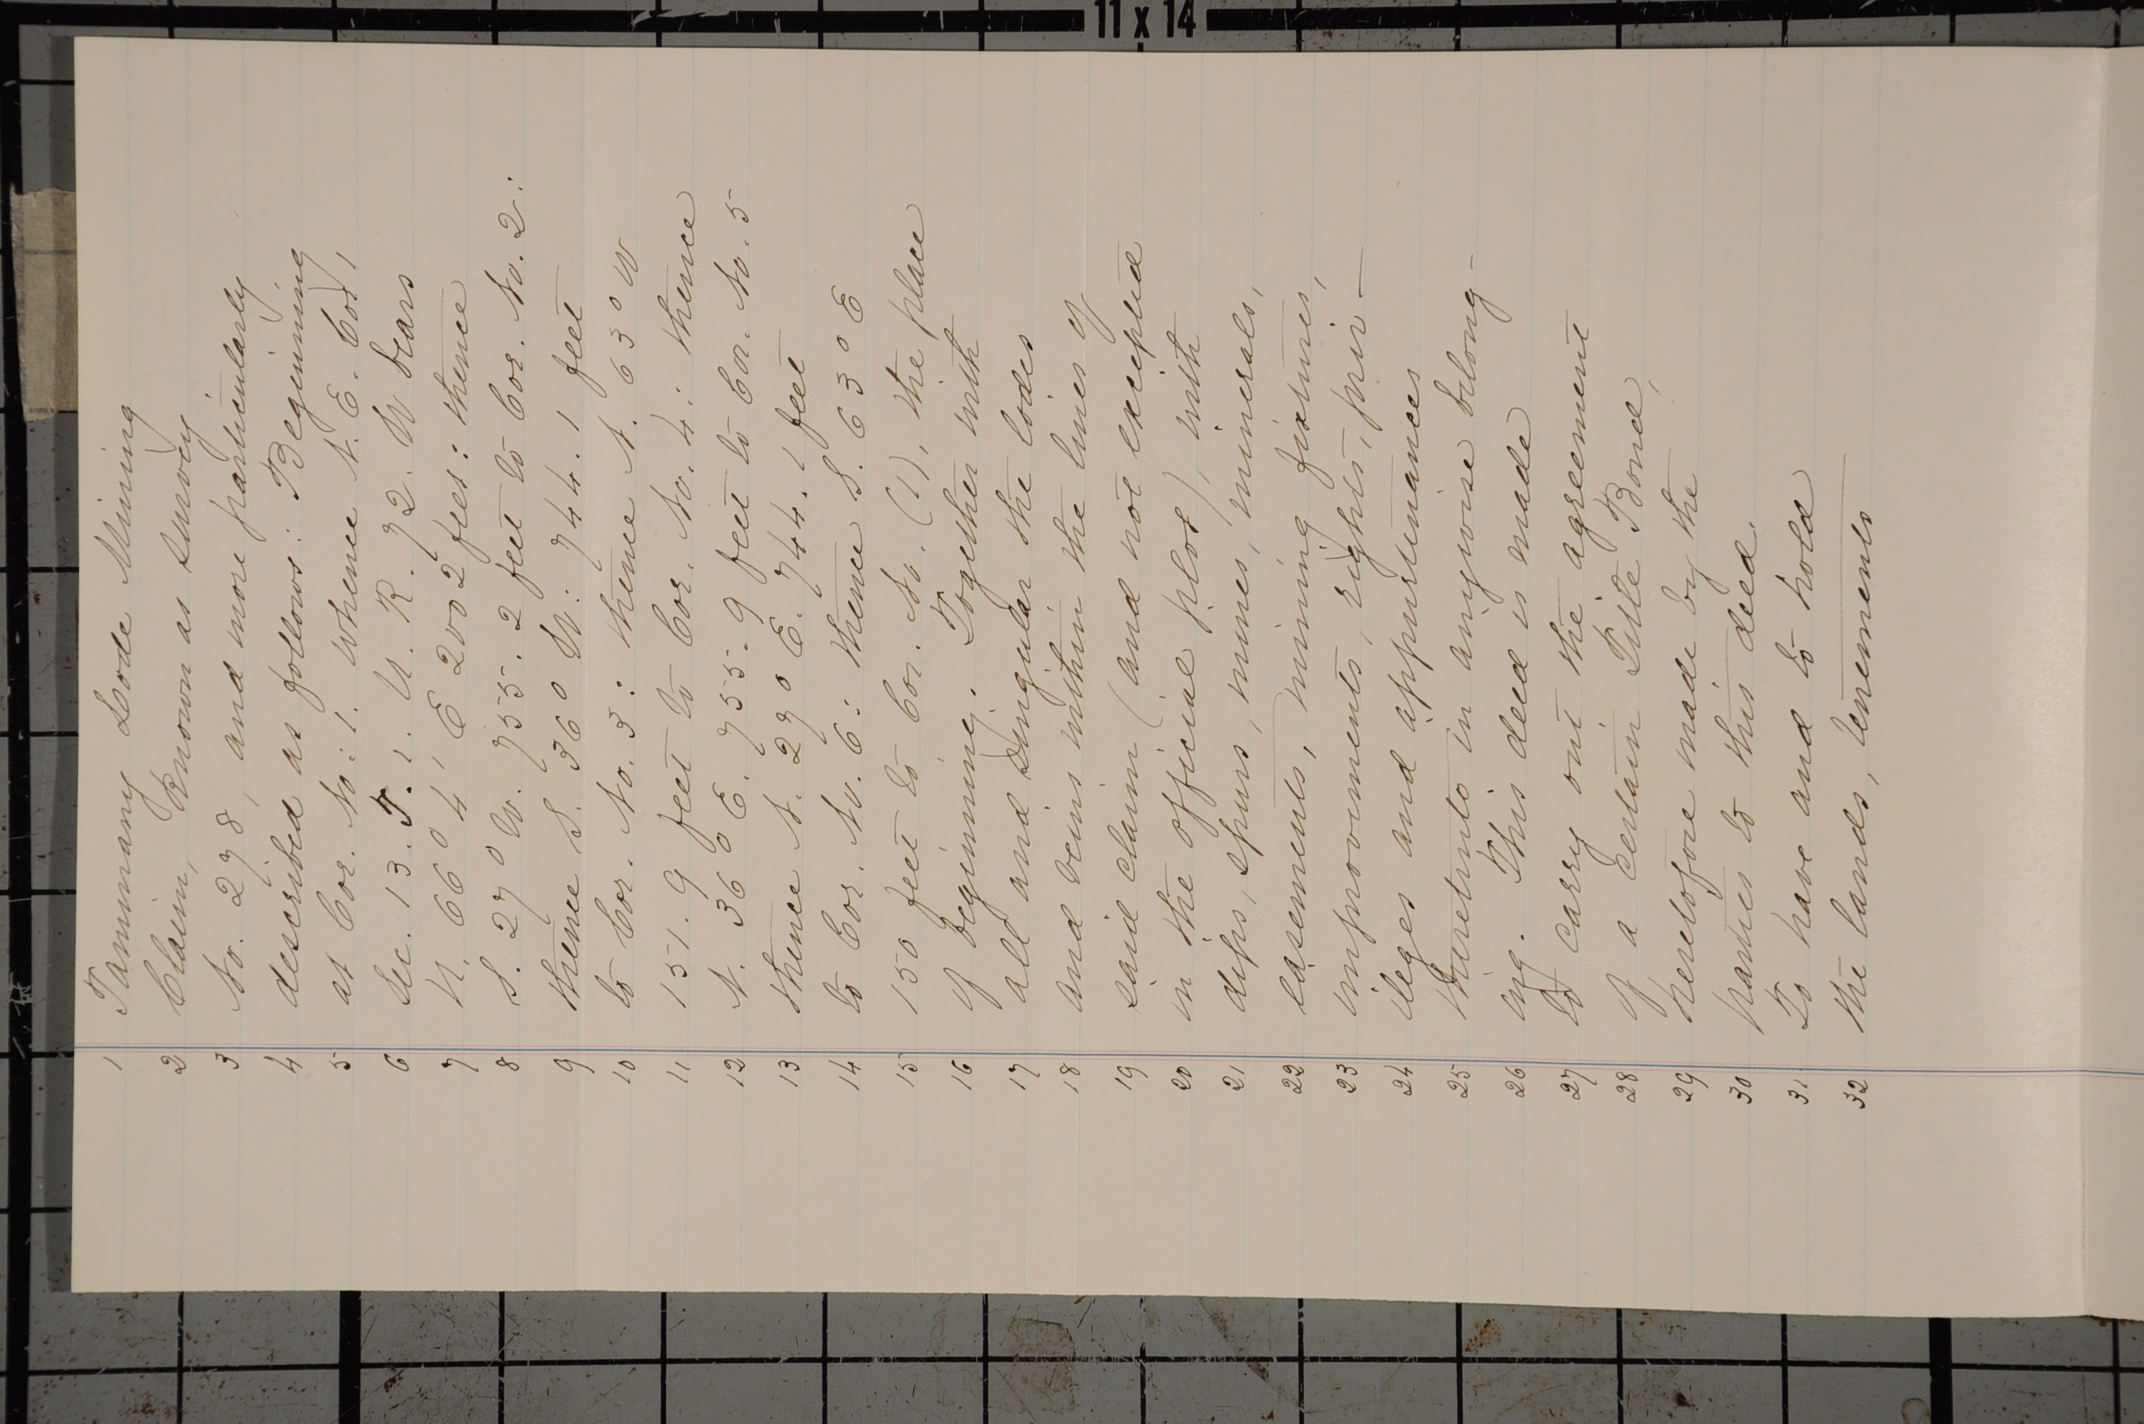 11 x 14
1 Tammany Lode Mining
2 Claim, Known as Survey
3 No. 278, and more particularly
4 described as follows: Beginning
5 at Cor. No: 1. whence N. E. Cor,
6 Sec. 13. T. 1. N. R. 72. W bears
7 N. 66° 4' E 2002 feet: thence
8 S. 27° W. 755. 2 feet to Cor. No. 2:
9 thence S. 36° W: 744. 1 feet
10 to Cor. No. 3: thence N. 63° W
11 151. 9 feet to Cor. No. 4: thence
12 N. 36° E. 755. 9 feet to Cor. No. 5
13 thence N. 27° E. 744. 1 feet
14 to Cor. No. 6: thence S. 63° E
15 150 feet to Cor. No. (1), the place
16 of beginning. Together with
17 all and Singular the lodes
18 and veins within the lines of
19 said claim (and not excepted
20 in the official plot), with
21 dips, spurs, mines, minerals,
22 easements, mining fixtures,
23 improvements, rights, priv-
24 ileges and appurtenances
25 thereunto in anywise belong-
26 ing. This deed is made
27 to carry out the agreement
28 of a certain Title Bond,
29 heretofore made by the
30 parties to this deed.
31 To have and to hold
32 the lands, tenements